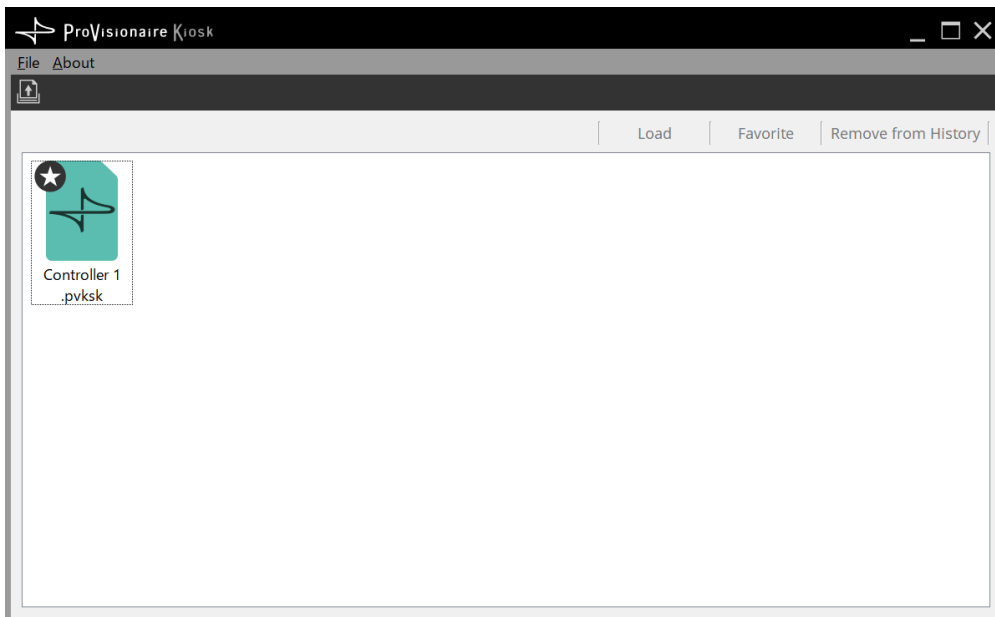 ProVisionaire Kiosk
File About
Load Favorite Remove from History
Controller 1
.pvksk